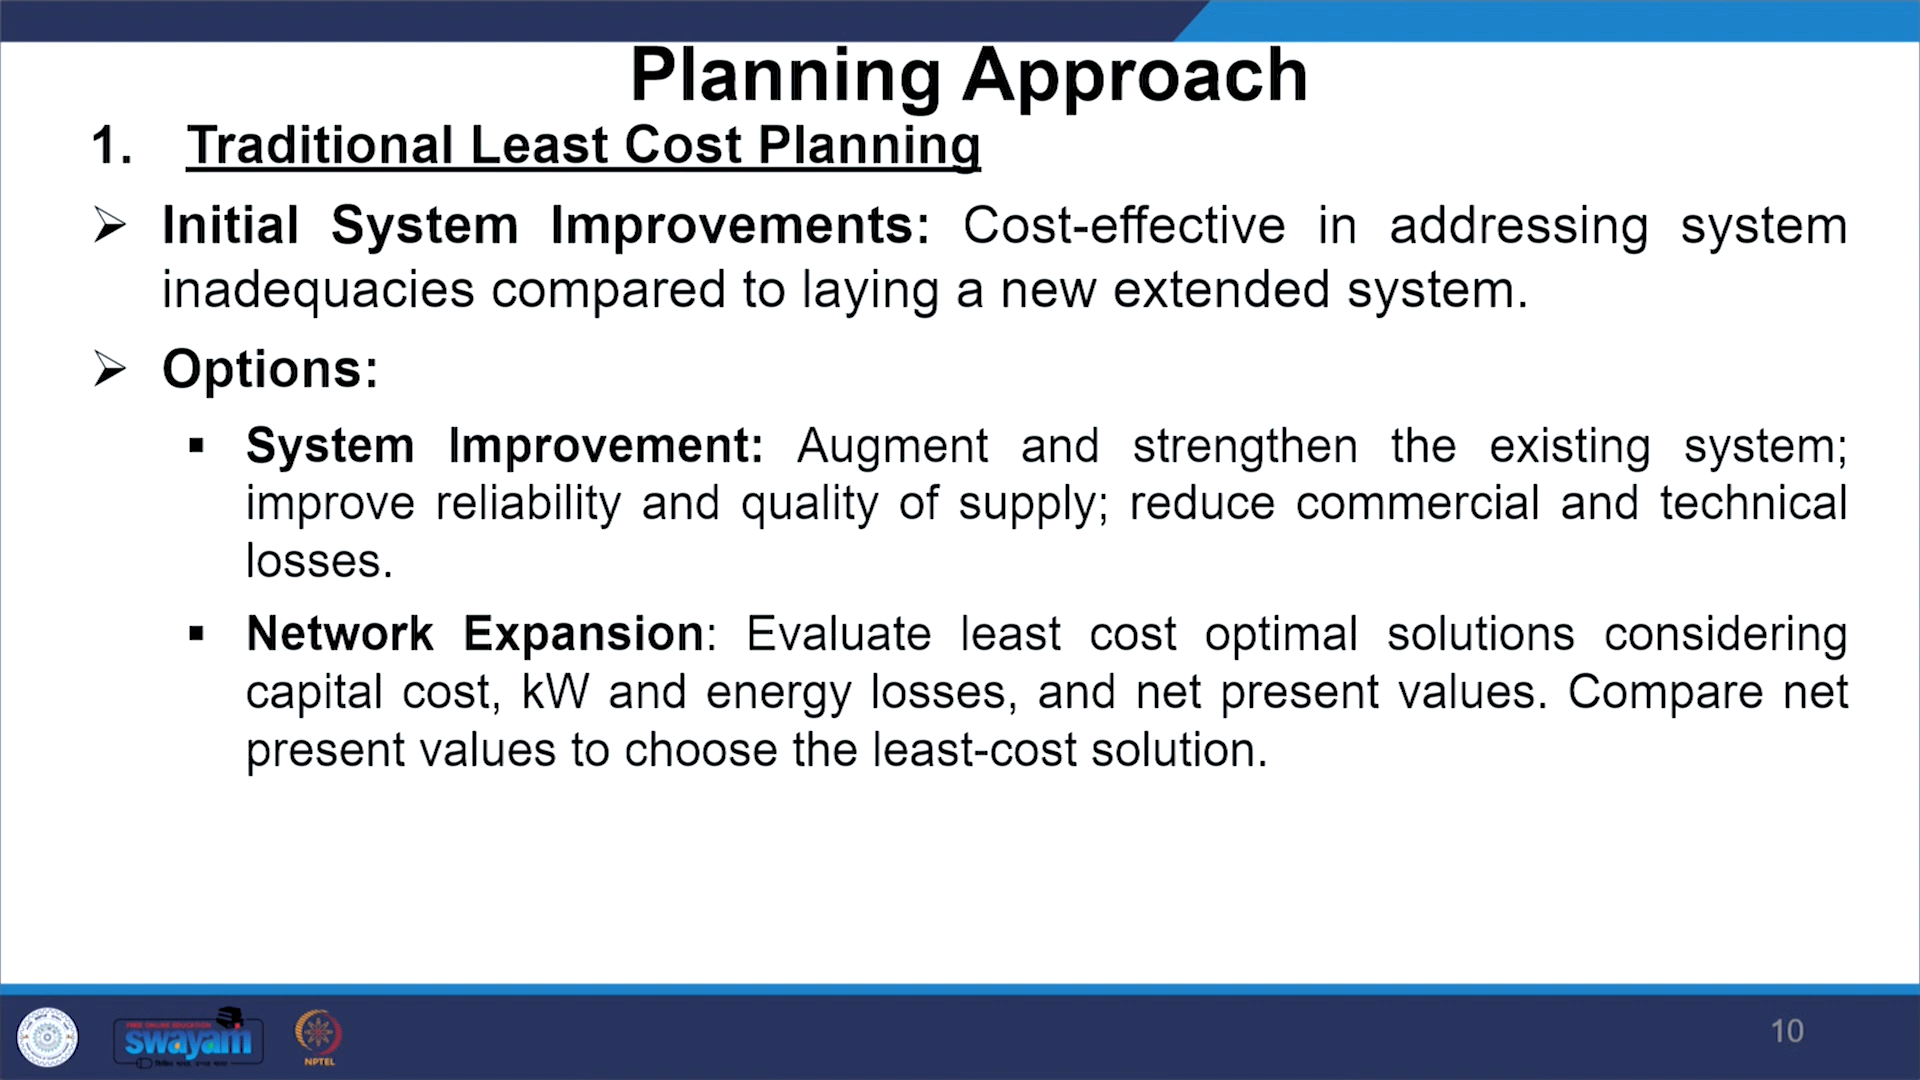 Planning Approach
1. Traditional Least Cost Planning
➢ Initial System Improvements: Cost-effective in addressing system
inadequacies compared to laying a new extended system.
➢ Options:
▪ System Improvement: Augment and strengthen the existing system;
improve reliability and quality of supply; reduce commercial and technical
losses.
▪ Network Expansion: Evaluate least cost optimal solutions considering
capital cost, kW and energy losses, and net present values. Compare net
present values to choose the least-cost solution.
FREE ONLINE EDUCATION
swayam
NPTEL
10